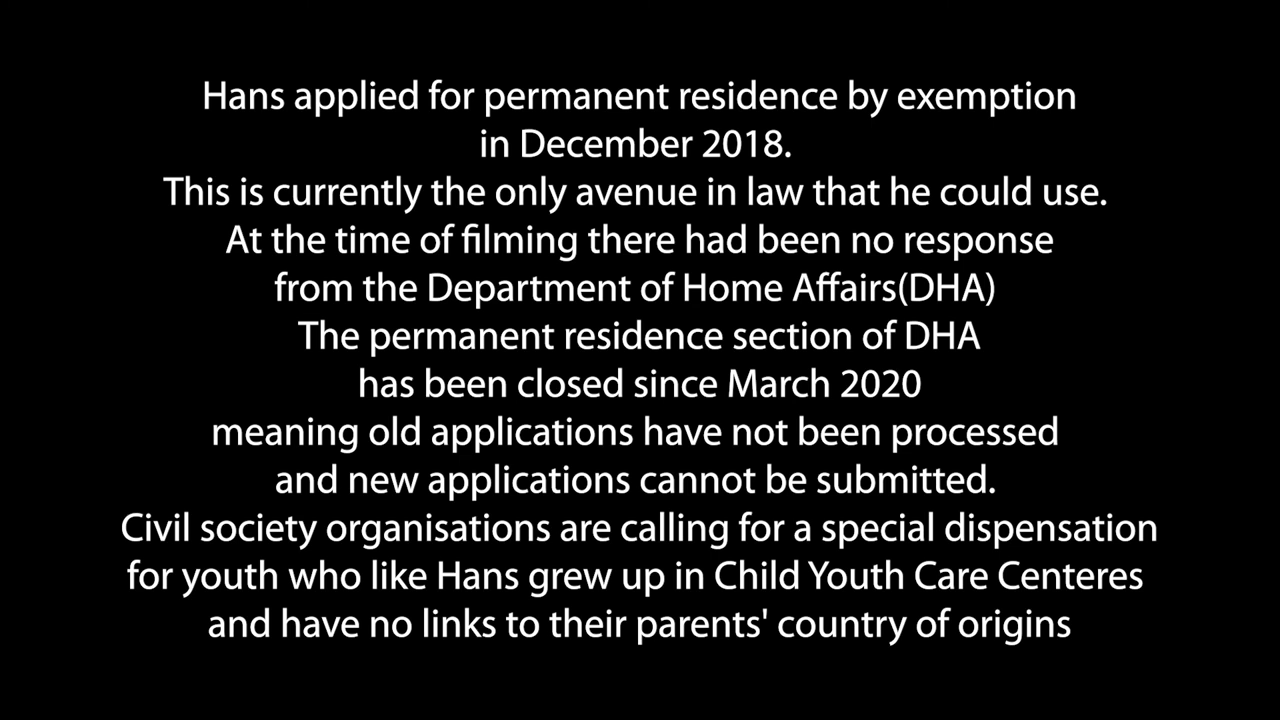 Hans applied for permanent residence by exemption
in December 2018.
This is currently the only avenue in law that he could use.
At the time of filming there had been no response
from the Department of Home Affairs(DHA)
The permanent residence section of DHA
has been closed since March 2020
meaning old applications have not been processed
and new applications cannot be submitted.
Civil society organisations are calling for a special dispensation
for youth who like Hans grew up in Child Youth Care Centeres
and have no links to their parents' country of origins